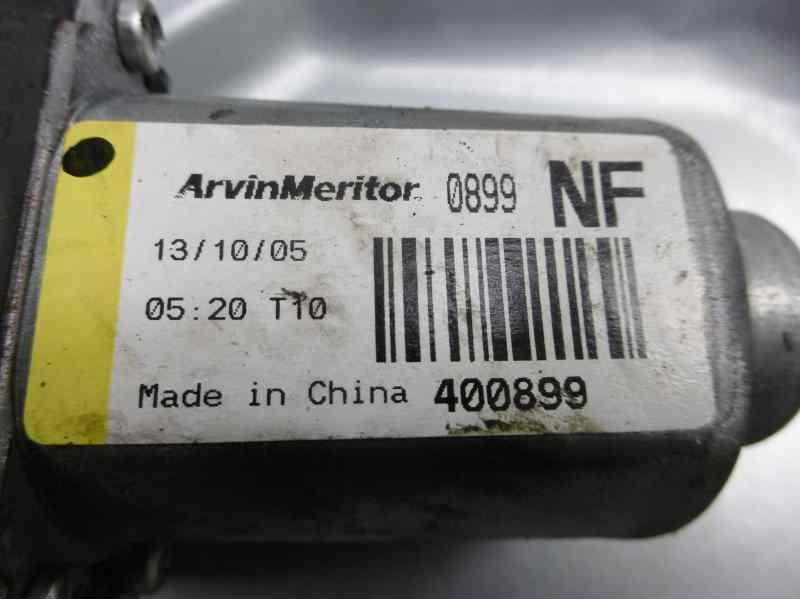 ArvinMeritor 0899 NF
13/10/05
05:20 T10
Made in China 400899